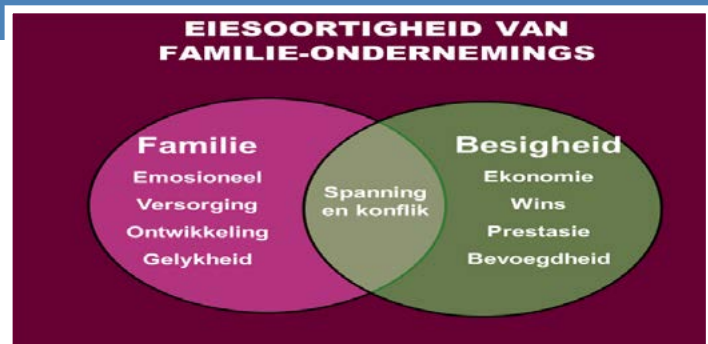 EIESOORTIGHEID VAN
FAMILIE-ONDERNEMINGS
Familie
Emosioneel
Versorging
Ontwikkeling
Gelykheid
Spanning
en konflik
Besigheid
Ekonomie
Wins
Prestasie
Bevoegdheid